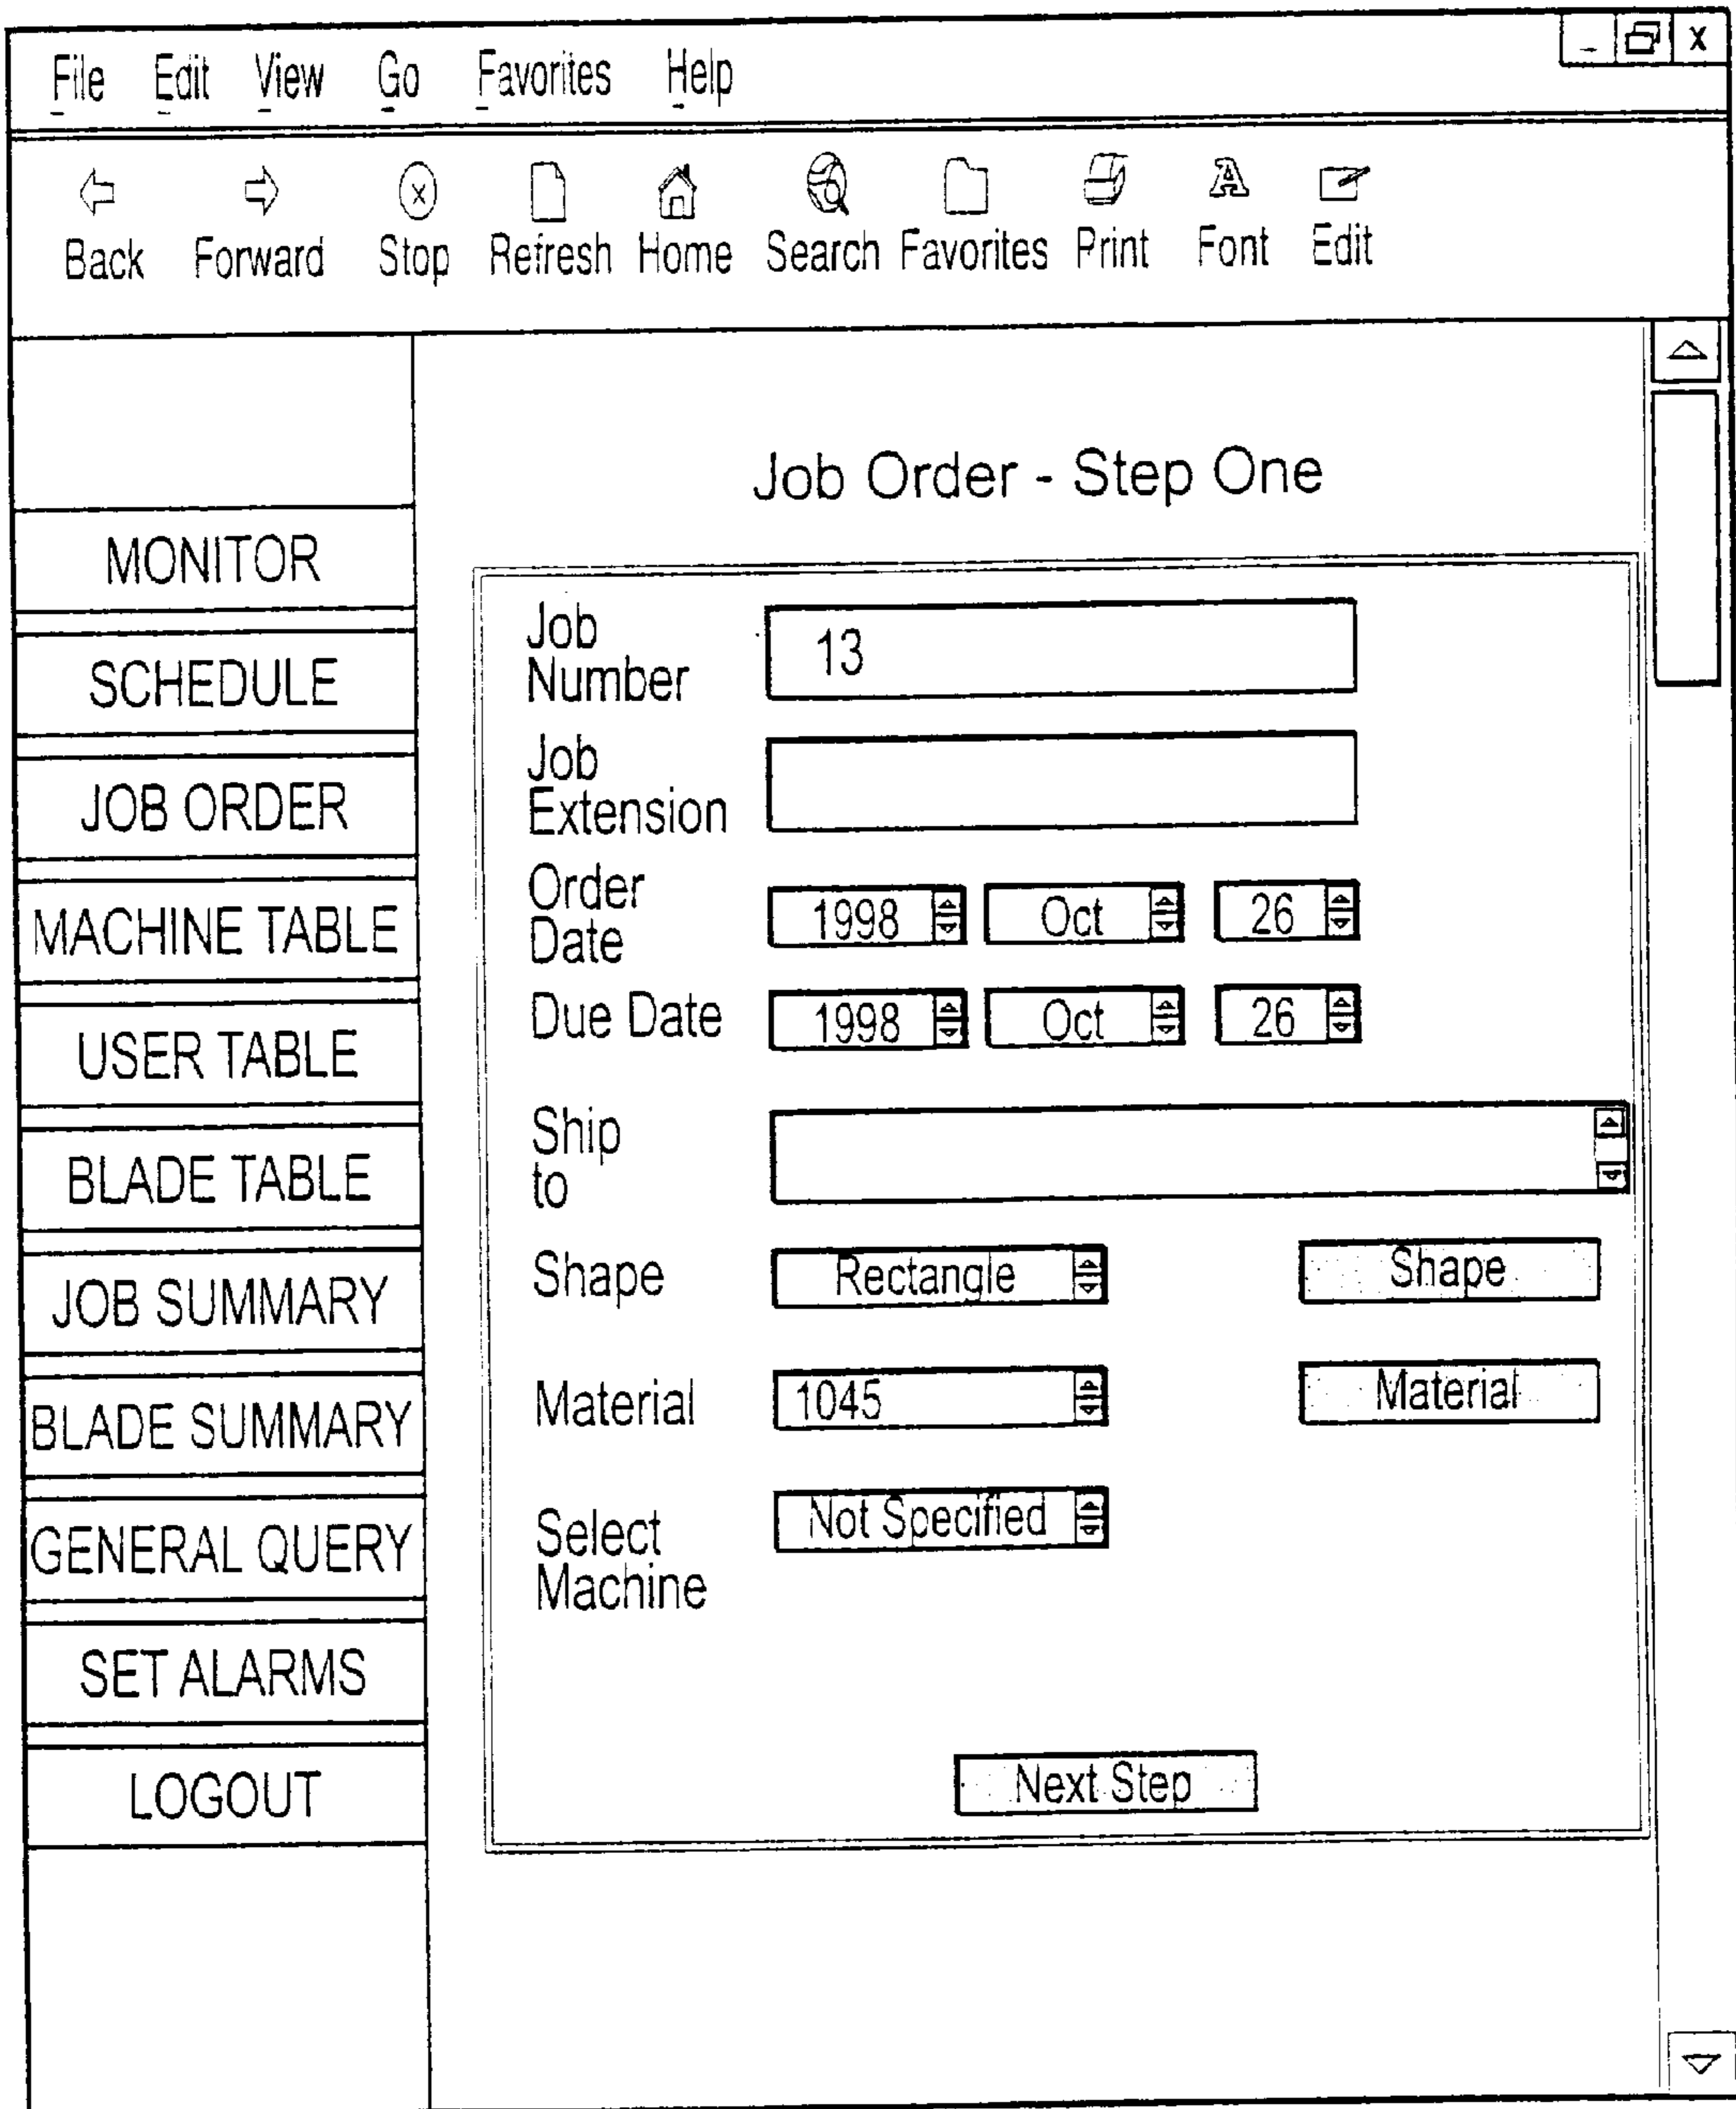 File Edit View Go Favorites Help
X
Back Forward Stop Refresh Home Search Favorites Print Font Edit
MONITOR
SCHEDULE
JOB ORDER
MACHINE TABLE
USER TABLE
BLADE TABLE
JOB SUMMARY
BLADE SUMMARY
GENERAL QUERY
SET ALARMS
LOGOUT
Job Order - Step One
Job
Number 13
Job
Extension
Order
Date 1998 Oct 26
Due Date 1998 Oct 26
Ship
to
Shape Rectangle Shape
Material 1045 Material
Select
Machine Not Specified
Next Step